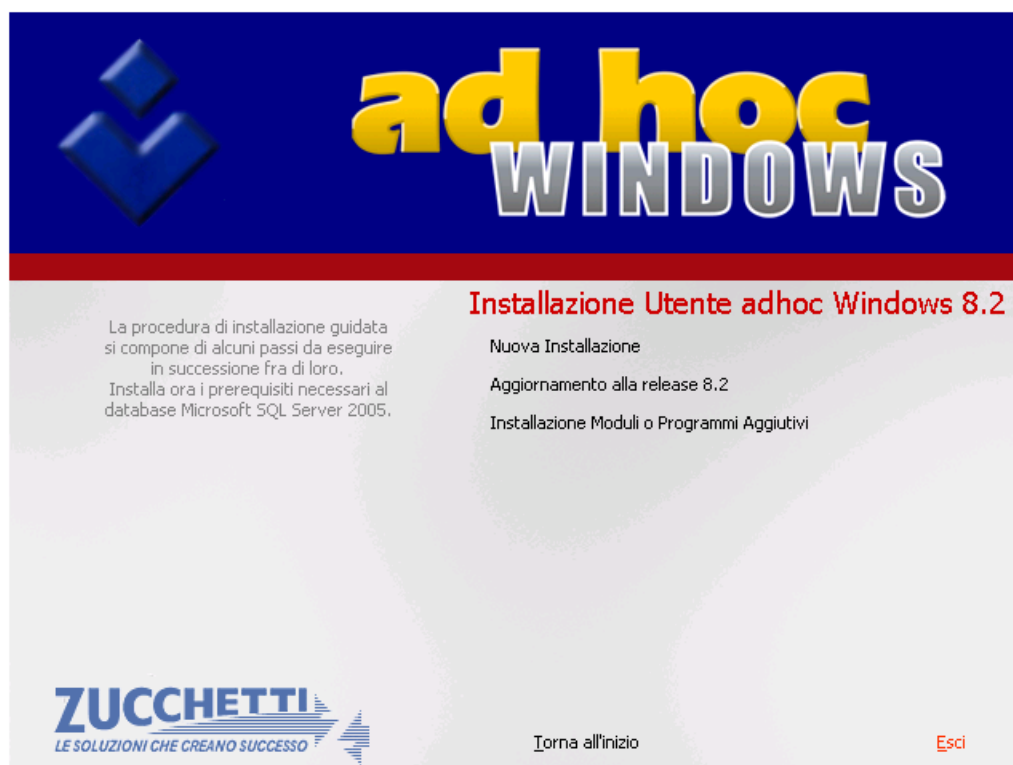 ad hoc
WINDOWS
Installazione Utente adhoc Windows 8.2
La procedura di installazione guidata
si compone di alcuni passi da eseguire
in successione fra di loro.
Installa ora i prerequisiti necessari al
database Microsoft SQL Server 2005.
Nuova Installazione
Aggiornamento alla release 8.2
Installazione Moduli o Programmi Aggiutivi
ZUCCHETTI
LE SOLUZIONI CHE CREANO SUCCESSO
Torna all'inizio
Esci